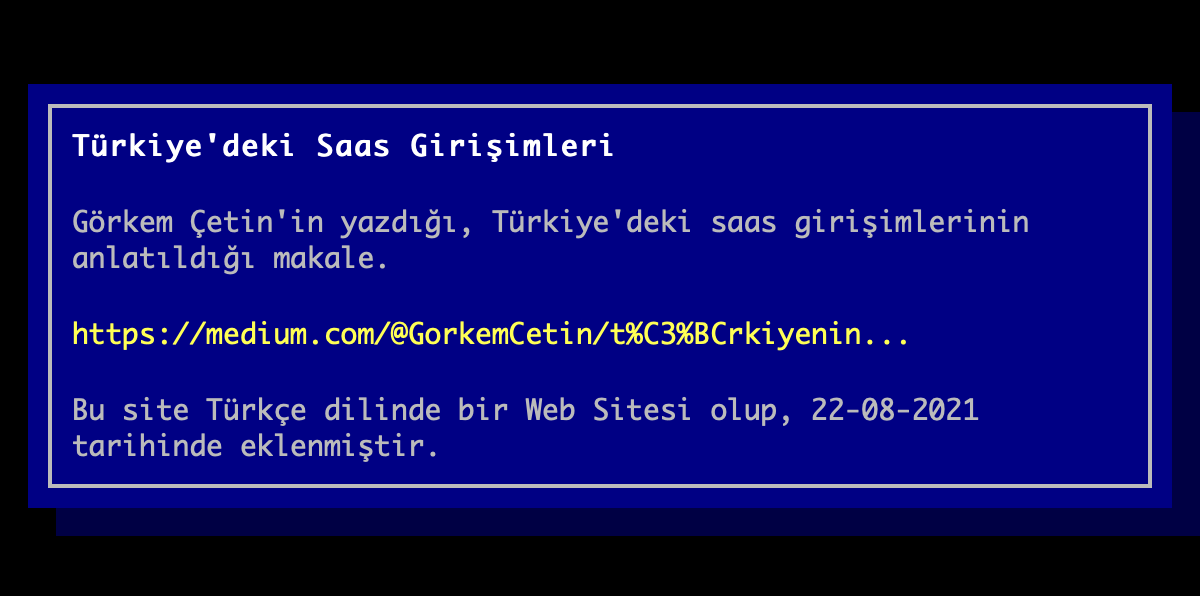 Türkiye'deki Saas Girişimleri
Görkem Çetin'in yazdığı, Türkiye'deki saas girişimlerinin
anlatıldığı makale.
https://medium.com/@GorkemCetin/t%C3%BCrkiyenin...
Bu site Türkçe dilinde bir Web Sitesi olup, 22-08-2021
tarihinde eklenmiştir.